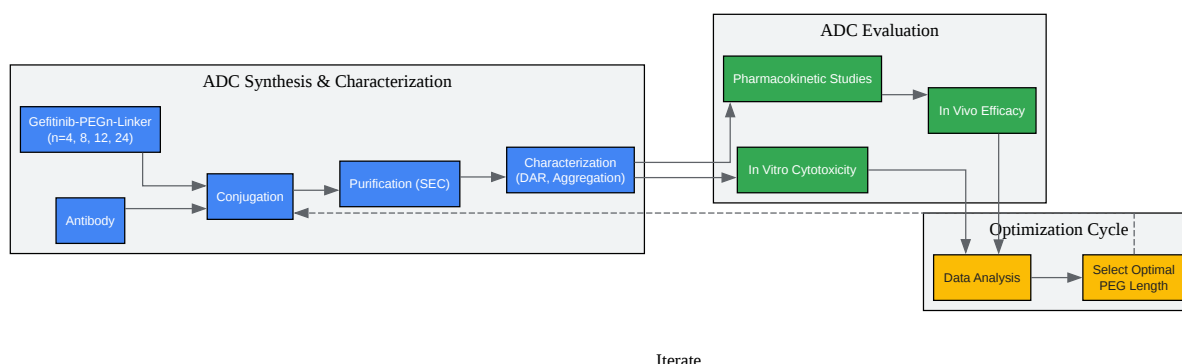 ADC Synthesis & Characterization
Gefitinib-PEGn-Linker
(n=4, 8, 12, 24)
Antibody
Conjugation
Purification (SEC)
Characterization
(DAR, Aggregation)
ADC Evaluation
Pharmacokinetic Studies
In Vivo Efficacy
In Vitro Cytotoxicity
Optimization Cycle
Data Analysis
Select Optimal
PEG Length
Iterate